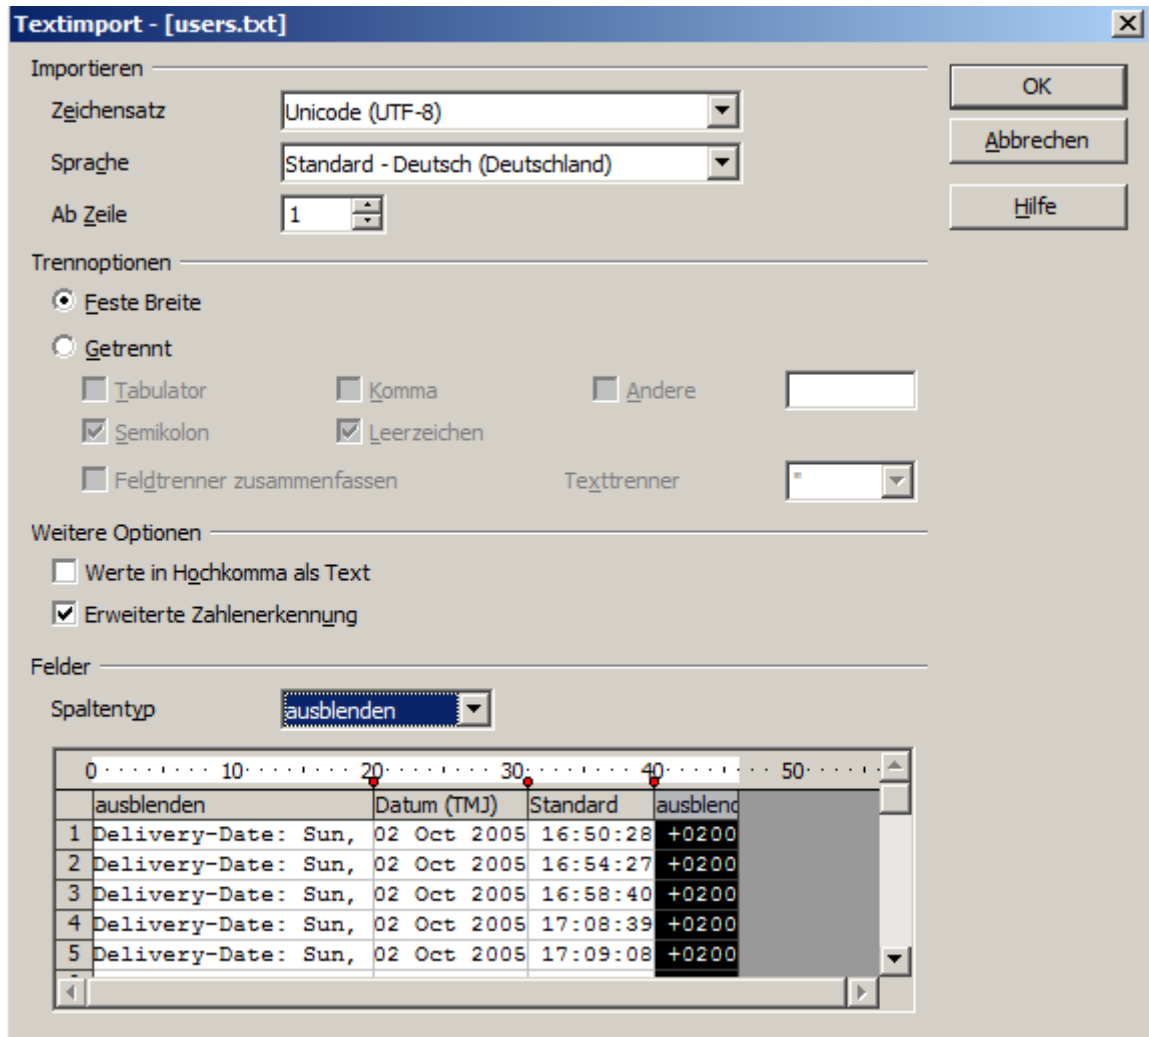 Textimport - [users.txt]
Importieren
OK
Zeichensatz
Unicode (UTF-8)
Abbrechen
Sprache
Standard - Deutsch (Deutschland)
Ab Zeile
1
Hilfe
Trennoptionen
Feste Breite
Getrennt
Tabulator
Komma
Andere
Semikolon
Leerzeichen
Feldtrenner zusammenfassen
Texttrenner
"
Weitere Optionen
Werte in Hochkomma als Text
Erweiterte Zahlenerkennung
Felder
Spaltentyp
ausblenden
0 10 20 30 40 50
ausblenden Datum (TMJ) Standard ausblend
1 Delivery-Date: Sun, 02 Oct 2005 16:50:28 +0200
2 Delivery-Date: Sun, 02 Oct 2005 16:54:27 +0200
3 Delivery-Date: Sun, 02 Oct 2005 16:58:40 +0200
4 Delivery-Date: Sun, 02 Oct 2005 17:08:39 +0200
5 Delivery-Date: Sun, 02 Oct 2005 17:09:08 +0200